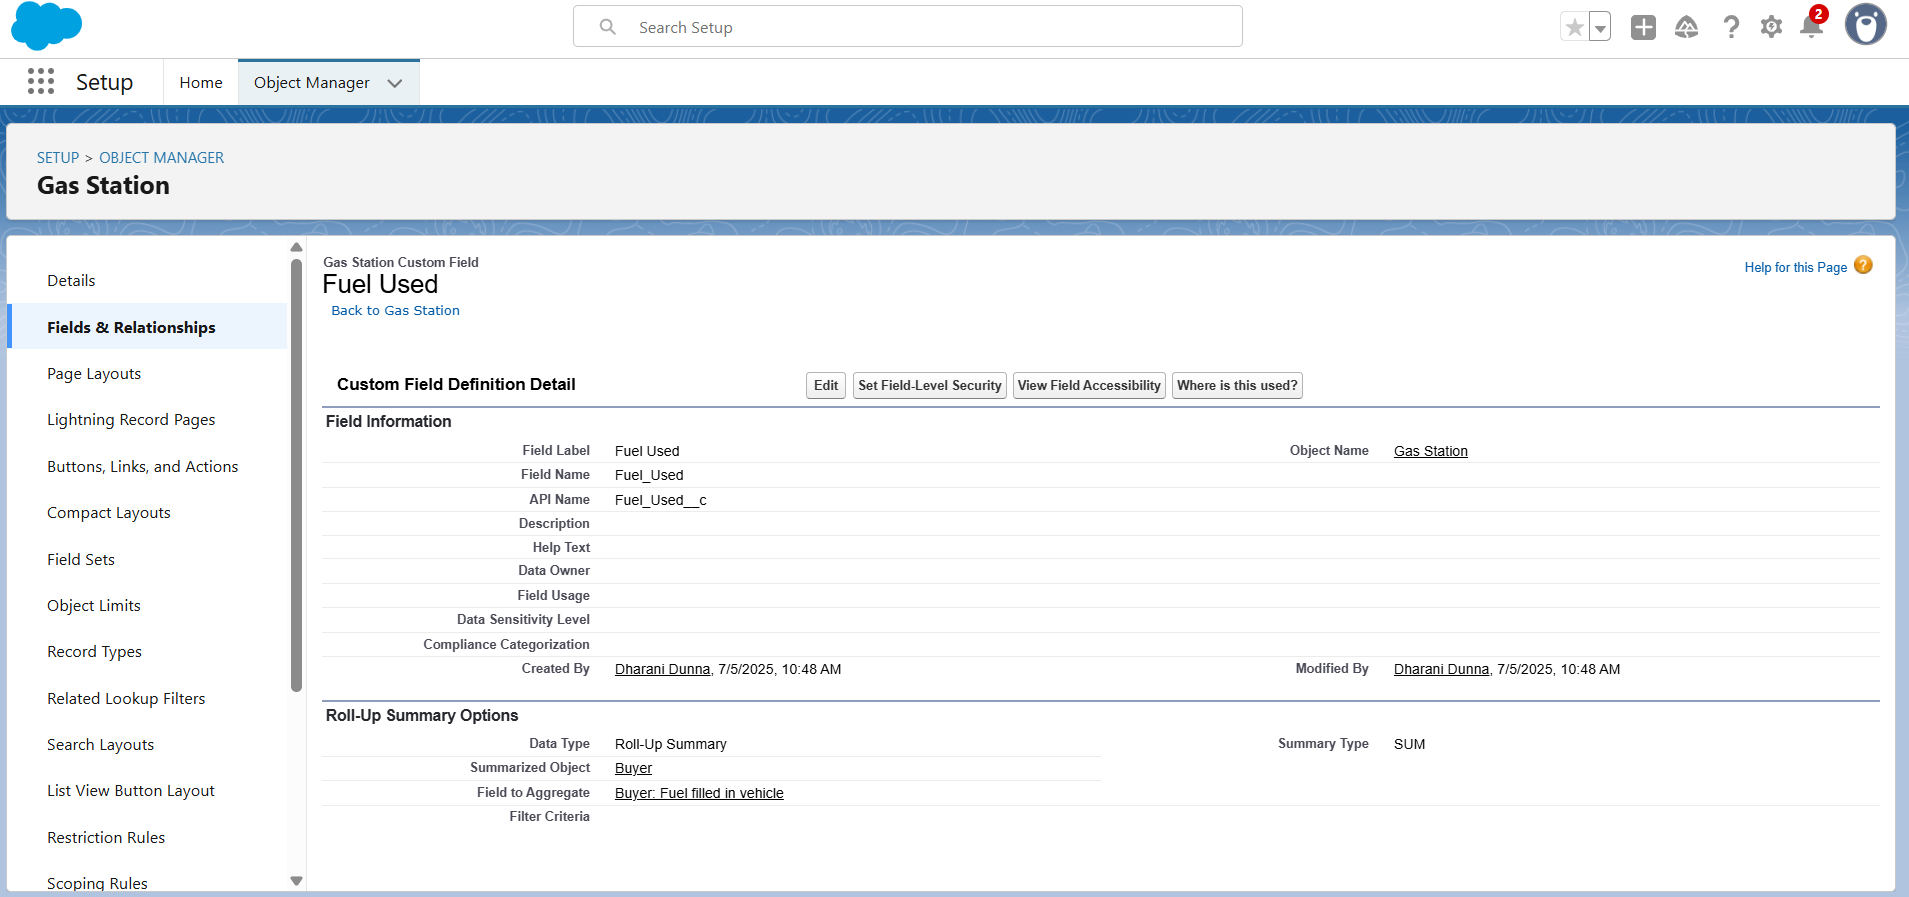 Search Setup
2
Setup
Home
Object Manager
SETUP > OBJECT MANAGER
Gas Station
Details
Fields & Relationships
Page Layouts
Lightning Record Pages
Buttons, Links, and Actions
Compact Layouts
Field Sets
Object Limits
Record Types
Related Lookup Filters
Search Layouts
List View Button Layout
Restriction Rules
Scoping Rules
Gas Station Custom Field
Fuel Used
Back to Gas Station
Help for this Page ?
Custom Field Definition Detail
Edit
Set Field-Level Security
View Field Accessibility
Where is this used?
Field Information
Field Label Fuel Used Object Name Gas Station
Field Name Fuel_Used
API Name Fuel_Used__c
Description
Help Text
Data Owner
Field Usage
Data Sensitivity Level
Compliance Categorization
Created By Dharani Dunna, 7/5/2025, 10:48 AM Modified By Dharani Dunna, 7/5/2025, 10:48 AM
Roll-Up Summary Options
Data Type Roll-Up Summary Summary Type SUM
Summarized Object Buyer
Field to Aggregate Buyer: Fuel filled in vehicle
Filter Criteria